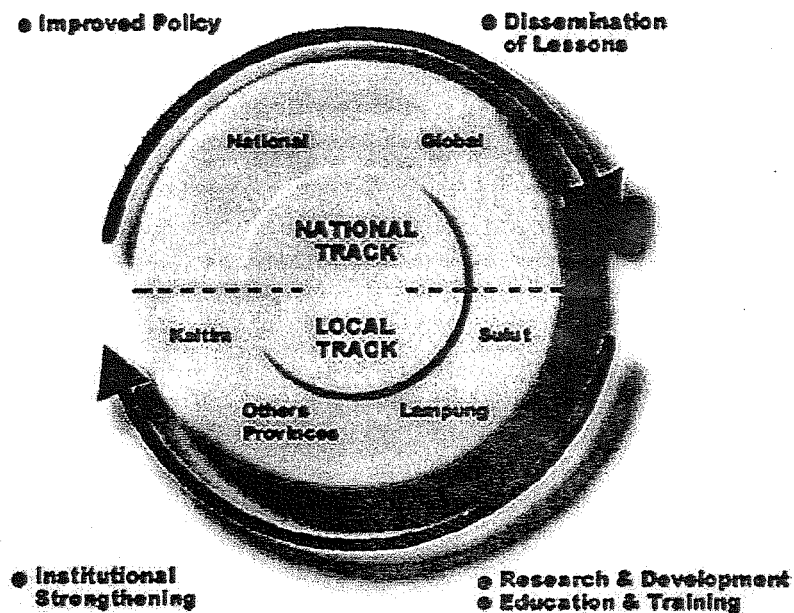 ● Improved Policy
● Dissemination
of Lessons
National
Global
NATIONAL
TRACK
LOCAL
TRACK
Kaltim
Sulut
Others
Provinces
Lampung
● Institutional
Strengthening
● Research & Development
● Education & Training